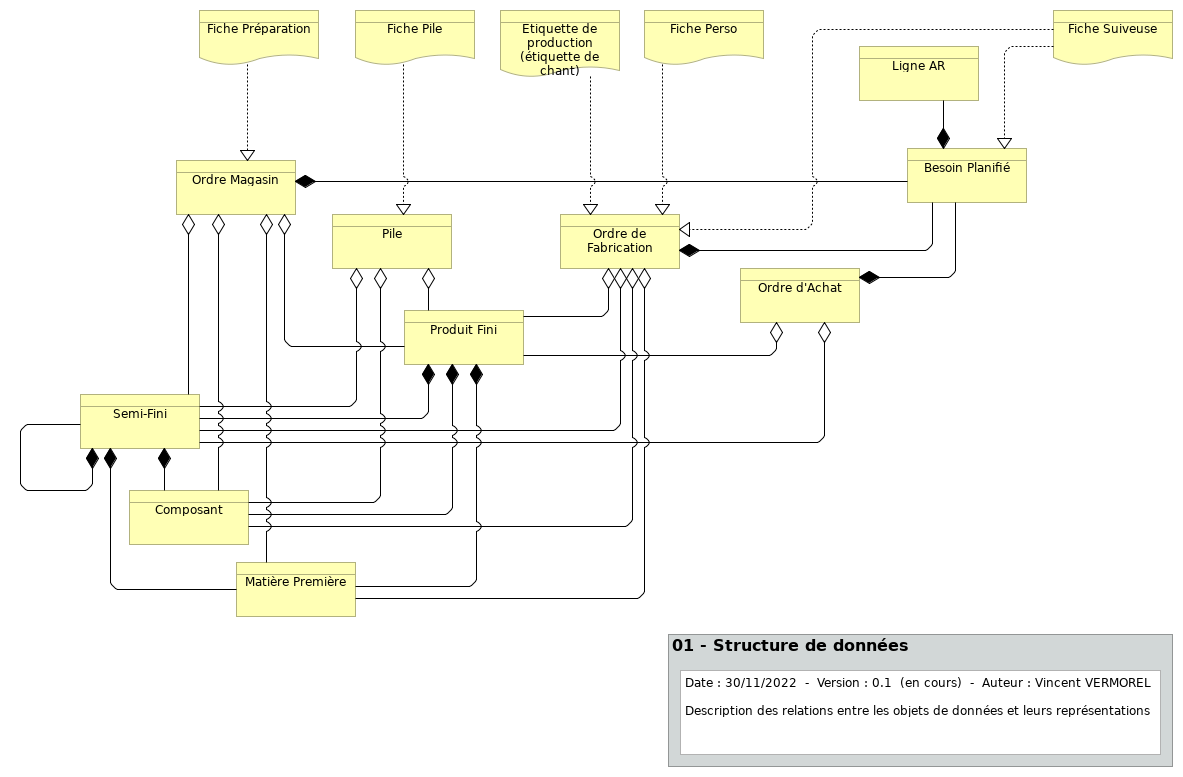 Fiche Préparation
Fiche Pile
Etiquette de
production
(étiquette de
chant)
Fiche Perso
Fiche Suiveuse
Ligne AR
Ordre Magasin
Besoin Planifié
Pile
Ordre de
Fabrication
Ordre d'Achat
Produit Fini
Semi-Fini
Composant
Matière Première
01 - Structure de données
Date : 30/11/2022  -  Version : 0.1  (en cours)  -  Auteur : Vincent VERMOREL
Description des relations entre les objets de données et leurs représentations